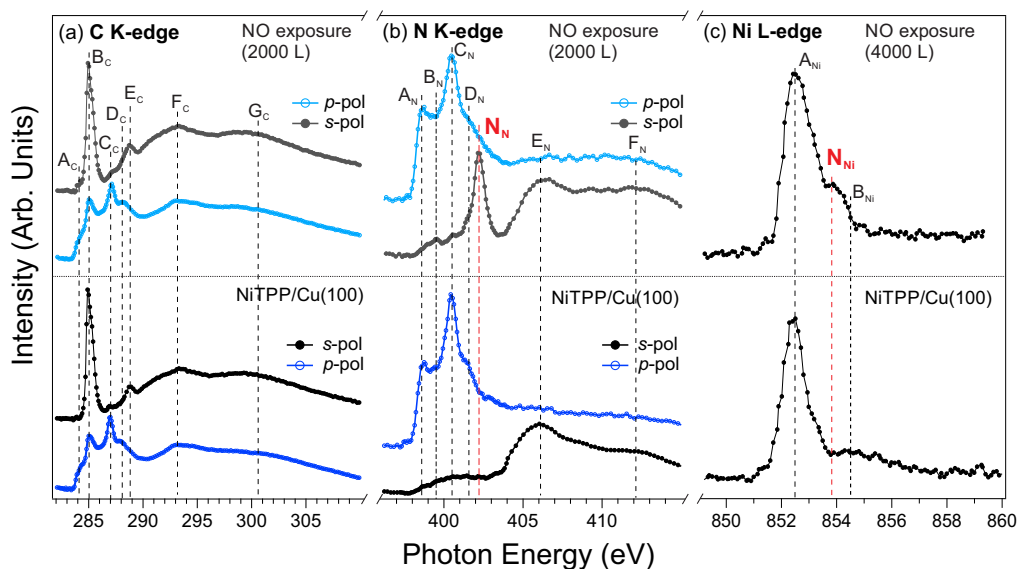 (a) C K-edge
NO exposure
(2000 L)
B_C
E_C
D_C
C_C
A_C
F_C
G_C
p-pol
s-pol
NiTPP/Cu(100)
s-pol
p-pol
285 290 295 300 305
(b) N K-edge
NO exposure
(2000 L)
C_N
B_N
A_N
D_N
N_N
E_N
F_N
p-pol
s-pol
NiTPP/Cu(100)
s-pol
p-pol
400 405 410
(c) Ni L-edge
NO exposure
(4000 L)
A_Ni
N_Ni
B_Ni
NiTPP/Cu(100)
850 852 854 856 858 860
Intensity (Arb. Units)
Photon Energy (eV)